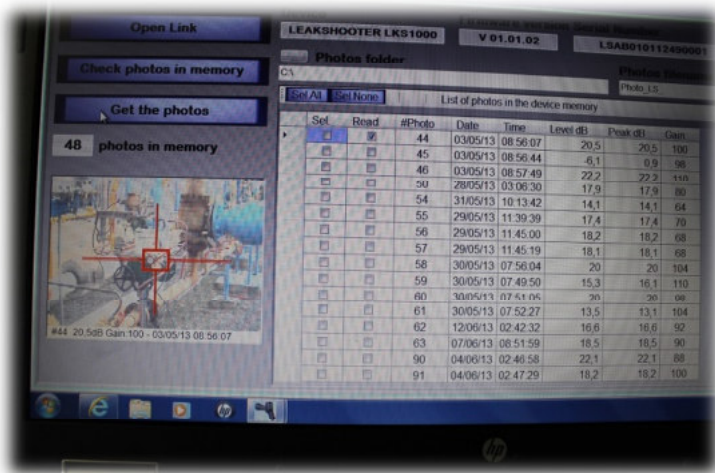 Open Link
LEAKSHOOTER LKS1000
V 01.01.02
LSAB010112490001
Check photos in memory
Photos folder
C:\
Photo_LS
Get the photos
Sel All Sel None List of photos in the device memory
48 photos in memory
Sel Read #Photo Date Time Level dB Peak dB Gain
44 03/05/13 08:56:07 20,5 20,5 100
45 03/05/13 08:56:44 -6,1 0,9 98
46 03/05/13 08:57:49 22,2 22,2 110
50 28/05/13 03:06:30 17,9 17,9 80
54 31/05/13 10:13:42 14,1 14,1 64
55 29/05/13 11:39:39 17,4 17,4 70
56 29/05/13 11:45:00 18,2 18,2 68
57 29/05/13 11:45:19 18,1 18,1 68
58 30/05/13 07:56:04 20 20 104
59 30/05/13 07:49:50 15,3 16,1 110
60 30/05/13 07:51:05 20 20
61 30/05/13 07:52:27 13,5 13,1 104
62 12/06/13 02:42:32 16,6 16,6 92
63 07/06/13 08:51:59 18,5 18,5 90
90 04/06/13 02:46:58 22,1 22,1 88
91 04/06/13 02:47:29 18,2 18,2 100
#44 20,5dB Gain:100 - 03/05/13 08:56:07
hp
hp